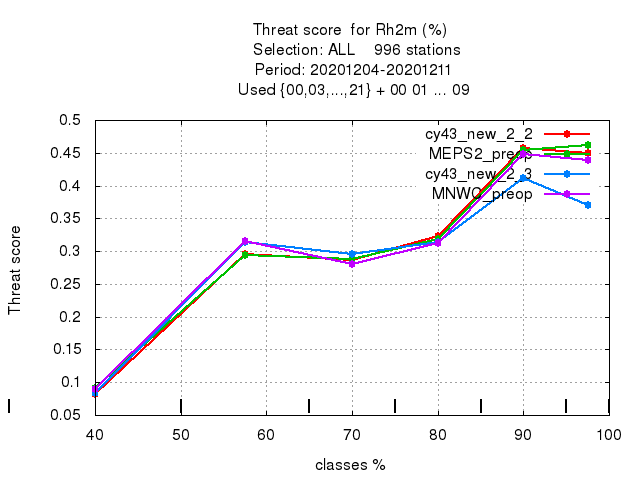 Threat score for Rh2m (%)
Selection: ALL 996 stations
Period: 20201204-20201211
Used {00,03,...,21} + 00 01 ... 09
0.5
0.45
0.4
0.35
0.3
0.25
0.2
0.15
0.1
0.05
Threat score
cy43_new_2_2
MEPS2_preop
cy43_new_2_3
MNWC_preop
40
50
60
70
80
90
100
classes %